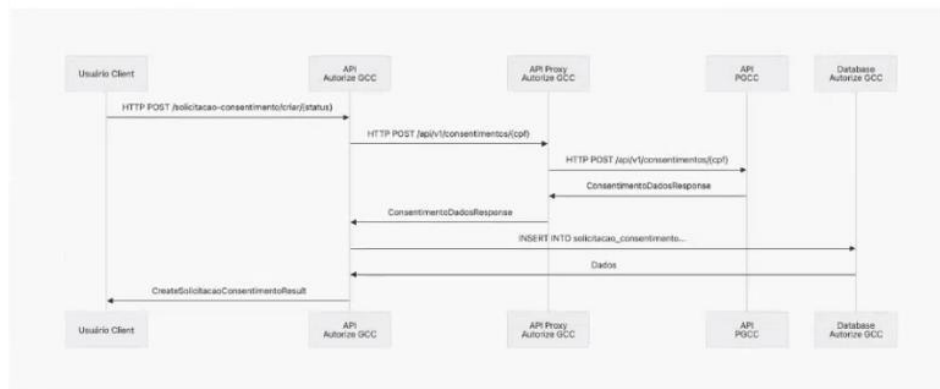 Usuário Client
API
Autorize GCC
API Proxy
Autorize GCC
API
PGCC
Database
Autorize GCC
HTTP POST /solicitacao-consentimento/criar/{status}
HTTP POST /api/v1/consentimentos/{cpf}
HTTP POST /api/v1/consentimentos/{cpf}
ConsentimentoDadosResponse
ConsentimentoDadosResponse
INSERT INTO solicitacao_consentimento...
Dados
CreateSolicitacaoConsentimentoResult
Usuário Client
API
Autorize GCC
API Proxy
Autorize GCC
API
PGCC
Database
Autorize GCC